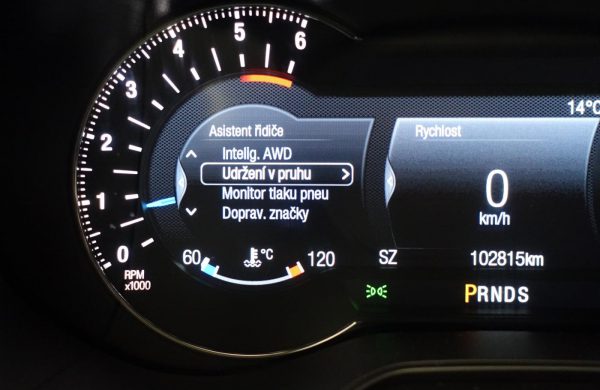 6
5
4
3
2
1
0
RPM
x1000
Asistent řidiče
Intelig. AWD
Udržení v pruhu >
Monitor tlaku pneu
Doprav. značky
60 °C 120
14°C
Rychlost
0
km/h
SZ 102815km
PRNDS